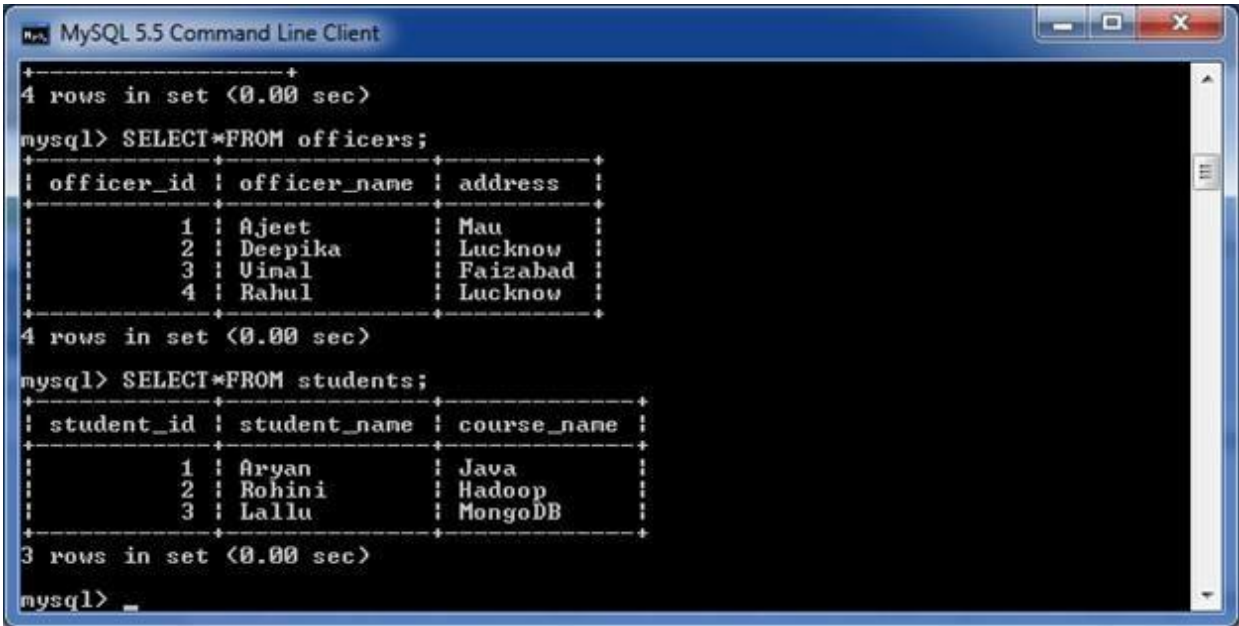 MySQL 5.5 Command Line Client
+-------------------+
4 rows in set (0.00 sec)
mysql> SELECT*FROM officers;
+------------+--------------+-----------+
| officer_id | officer_name | address   |
+------------+--------------+-----------+
|          1 | Ajeet        | Mau       |
|          2 | Deepika      | Lucknow   |
|          3 | Vimal        | Faizabad  |
|          4 | Rahul        | Lucknow   |
+------------+--------------+-----------+
4 rows in set (0.00 sec)
mysql> SELECT*FROM students;
+------------+--------------+-------------+
| student_id | student_name | course_name |
+------------+--------------+-------------+
|          1 | Aryan        | Java        |
|          2 | Rohini       | Hadoop      |
|          3 | Lallu        | MongoDB     |
+------------+--------------+-------------+
3 rows in set (0.00 sec)
mysql> _